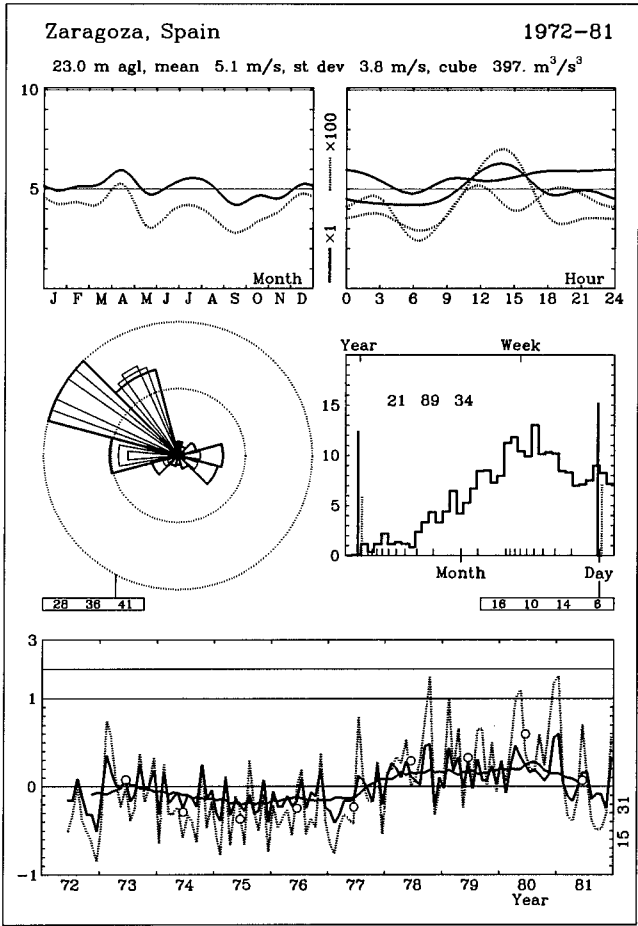 Zaragoza, Spain 1972–81
23.0 m agl, mean 5.1 m/s, st dev 3.8 m/s, cube 397. m³/s³
10
5
×1 ×100
Month
J F M A M J J A S O N D
Hour
0 3 6 9 12 15 18 21 24
Year Week
15
10
5
0
21 89 34
Month Day
28 36 41
16 10 14 6
3
1
0
−1
15 31
72 73 74 75 76 77 78 79 80 81
Year